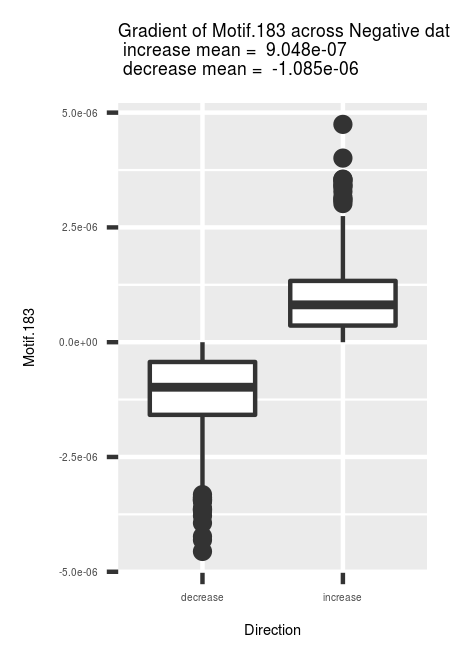 Gradient of Motif.183 across Negative dat
increase mean =  9.048e-07
decrease mean =  -1.085e-06
5.0e-06
2.5e-06
0.0e+00
-2.5e-06
-5.0e-06
Motif.183
decrease
increase
Direction